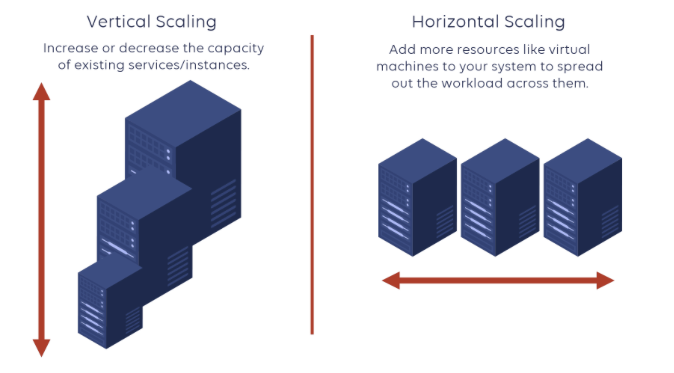 Vertical Scaling
Increase or decrease the capacity
of existing services/instances.
Horizontal Scaling
Add more resources like virtual
machines to your system to spread
out the workload across them.